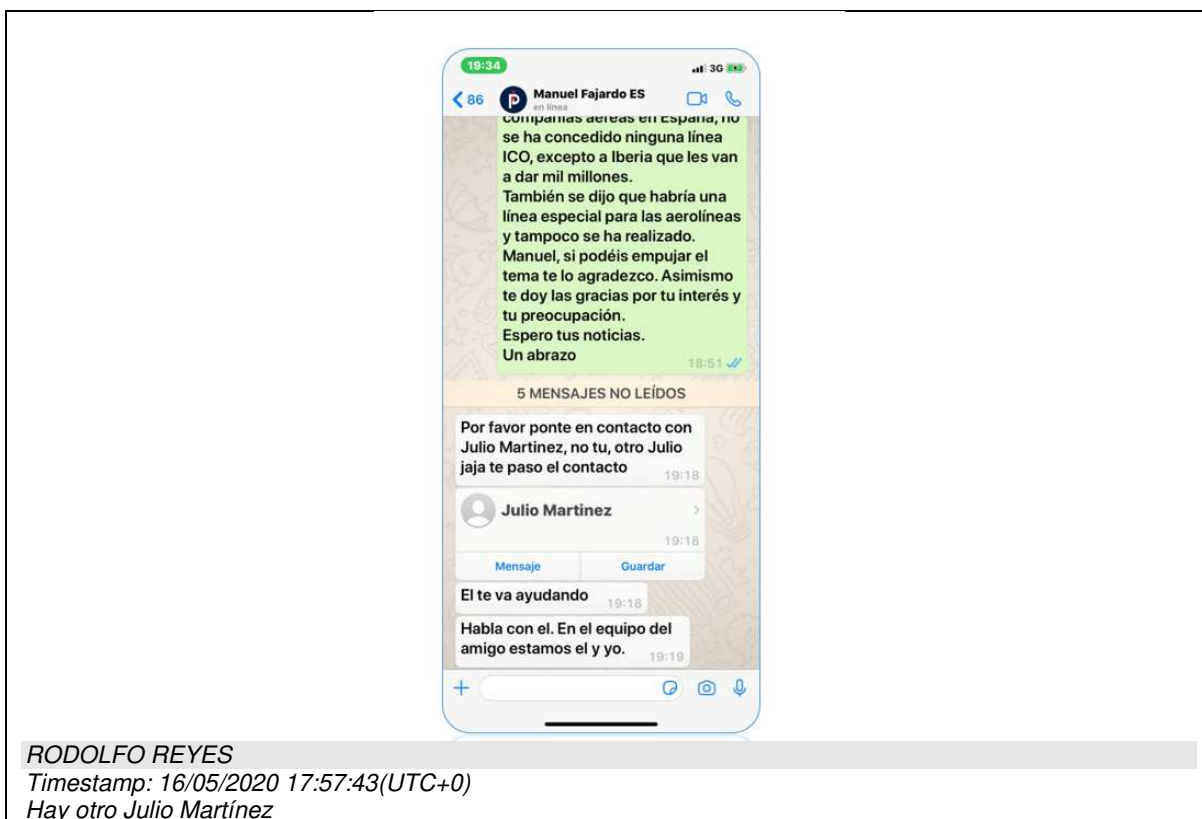 19:34
3G
86
Manuel Fajardo ES
en línea
compañías aéreas en España, no
se ha concedido ninguna línea
ICO, excepto a Iberia que les van
a dar mil millones.
También se dijo que habría una
línea especial para las aerolíneas
y tampoco se ha realizado.
Manuel, si podéis empujar el
tema te lo agradezco. Asimismo
te doy las gracias por tu interés y
tu preocupación.
Espero tus noticias.
Un abrazo
18:51
5 MENSAJES NO LEÍDOS
Por favor ponte en contacto con
Julio Martinez, no tu, otro Julio
jaja te paso el contacto
19:18
Julio Martinez
19:18
Mensaje Guardar
El te va ayudando
19:18
Habla con el. En el equipo del
amigo estamos el y yo.
19:19
RODOLFO REYES
Timestamp: 16/05/2020 17:57:43(UTC+0)
Hay otro Julio Martínez